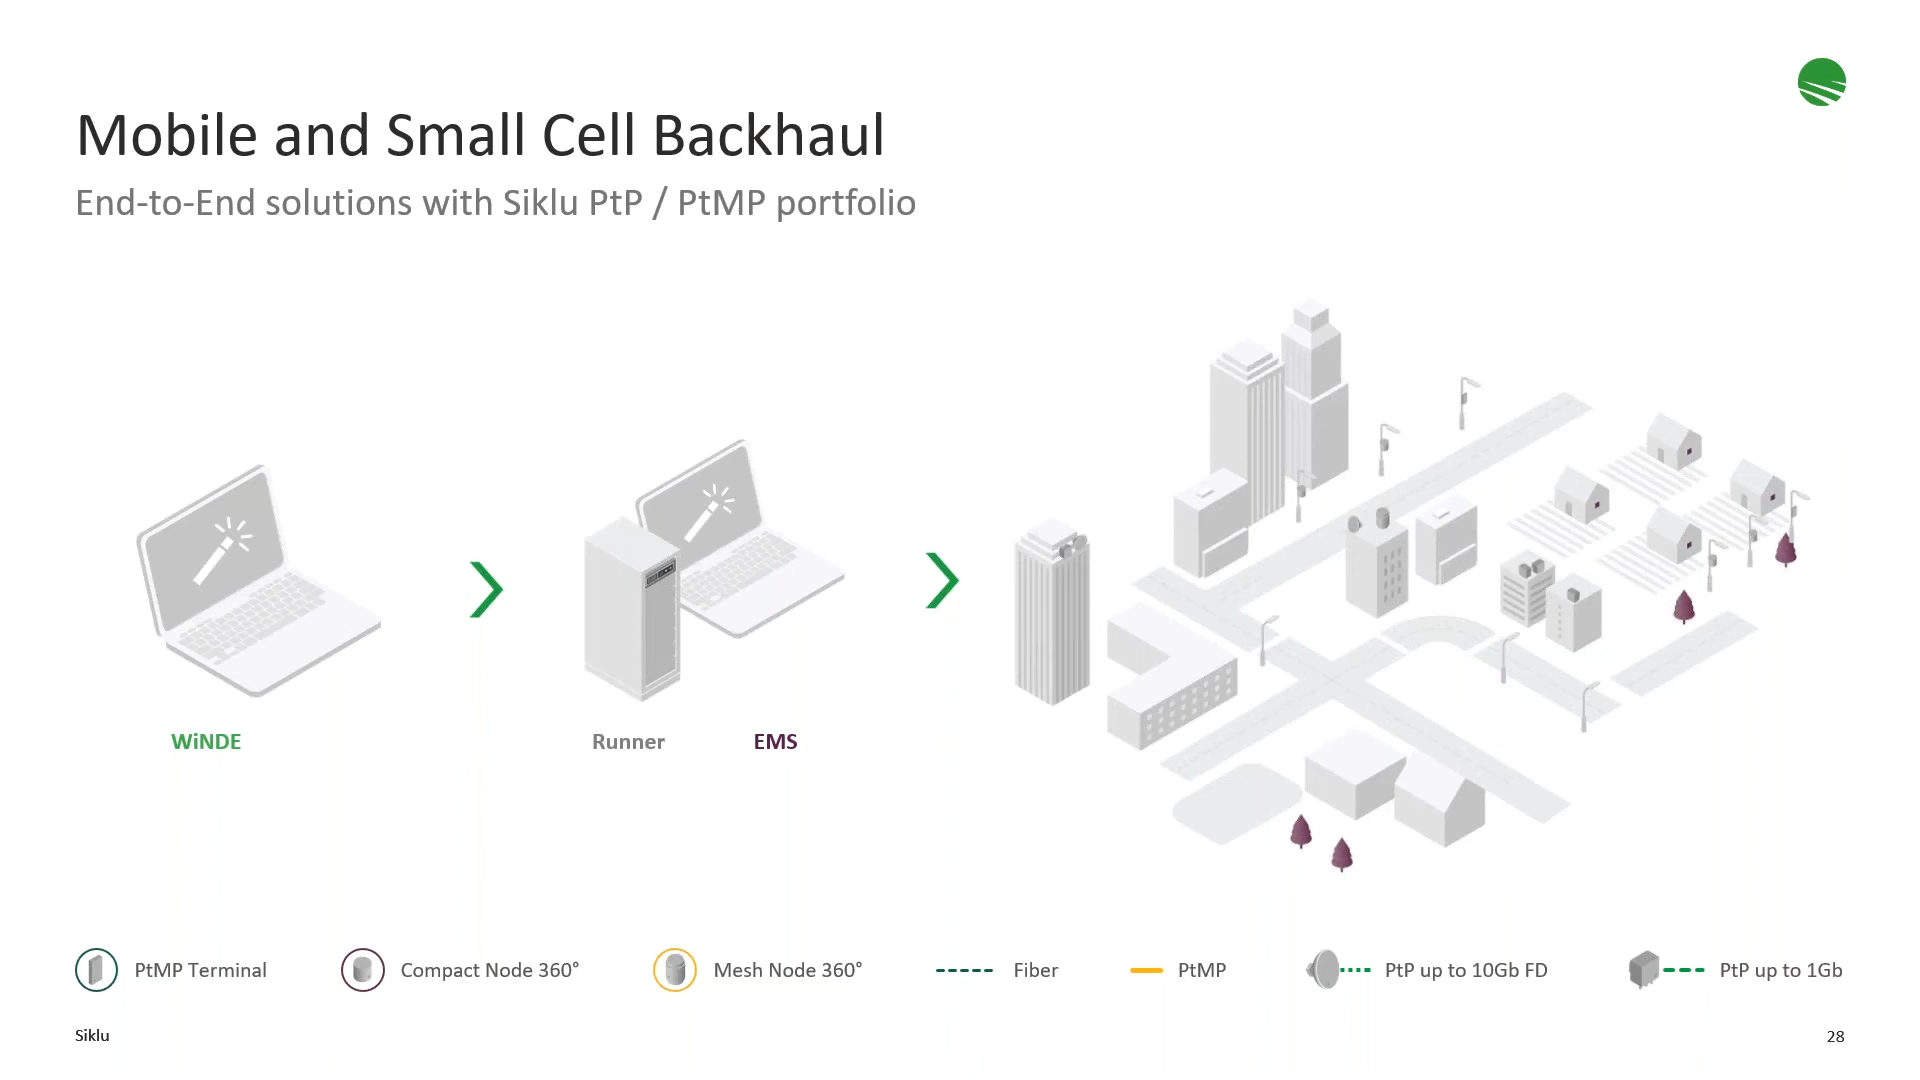 Mobile and Small Cell Backhaul
End-to-End solutions with Siklu PtP / PtMP portfolio
WiNDE
Runner
EMS
PtMP Terminal
Compact Node 360°
Mesh Node 360°
Fiber
PtMP
PtP up to 10Gb FD
PtP up to 1Gb
Siklu
28